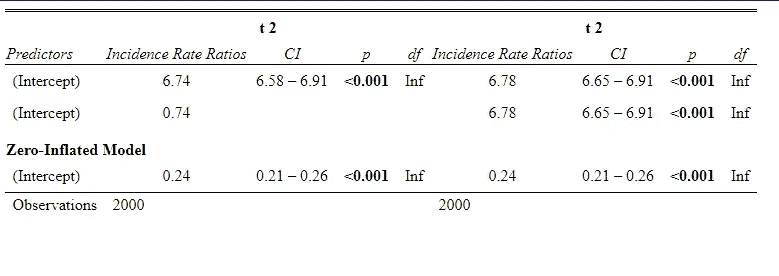 t 2 t 2
Predictors Incidence Rate Ratios CI p df Incidence Rate Ratios CI p df
(Intercept) 6.74 6.58 – 6.91 <0.001 Inf 6.78 6.65 – 6.91 <0.001 Inf
(Intercept) 0.74 6.78 6.65 – 6.91 <0.001 Inf
Zero-Inflated Model
(Intercept) 0.24 0.21 – 0.26 <0.001 Inf 0.24 0.21 – 0.26 <0.001 Inf
Observations 2000 2000